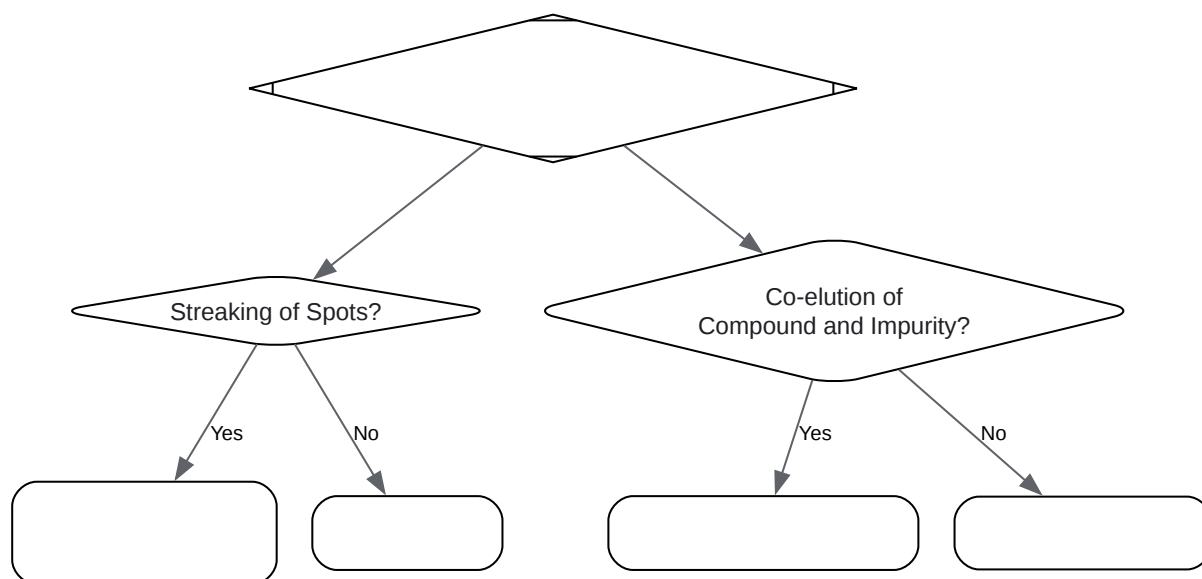 Streaking of Spots?
Co-elution of
Compound and Impurity?
Yes
No
Yes
No